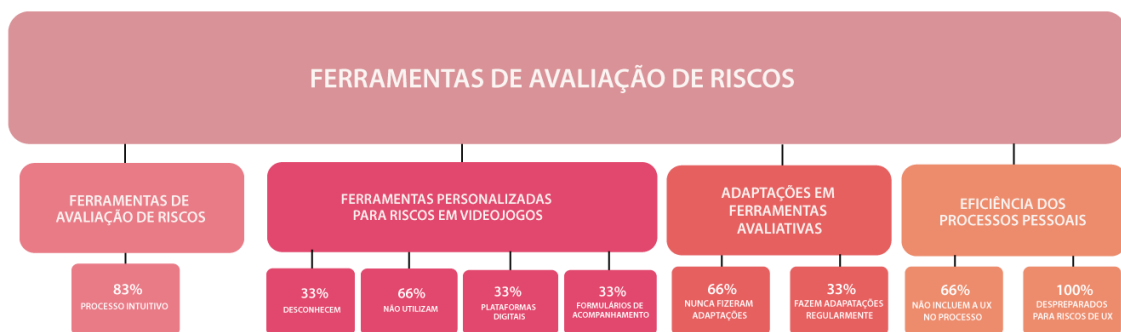 FERRAMENTAS DE AVALIAÇÃO DE RISCOS
FERRAMENTAS DE
AVALIAÇÃO DE RISCOS
FERRAMENTAS PERSONALIZADAS
PARA RISCOS EM VIDEOJOGOS
ADAPTAÇÕES EM
FERRAMENTAS
AVALIATIVAS
EFICIÊNCIA DOS
PROCESSOS PESSOAIS
83%
PROCESSO INTUITIVO
33%
DESCONHECEM
66%
NÃO UTILIZAM
33%
PLATAFORMAS
DIGITAIS
33%
FORMULÁRIOS DE
ACOMPANHAMENTO
66%
NUNCA FIZERAM
ADAPTAÇÕES
33%
FAZEM ADAPATAÇÕES
REGULARMENTE
66%
NÃO INCLUEM A UX
NO PROCESSO
100%
DESPREPARADOS
PARA RISCOS DE UX